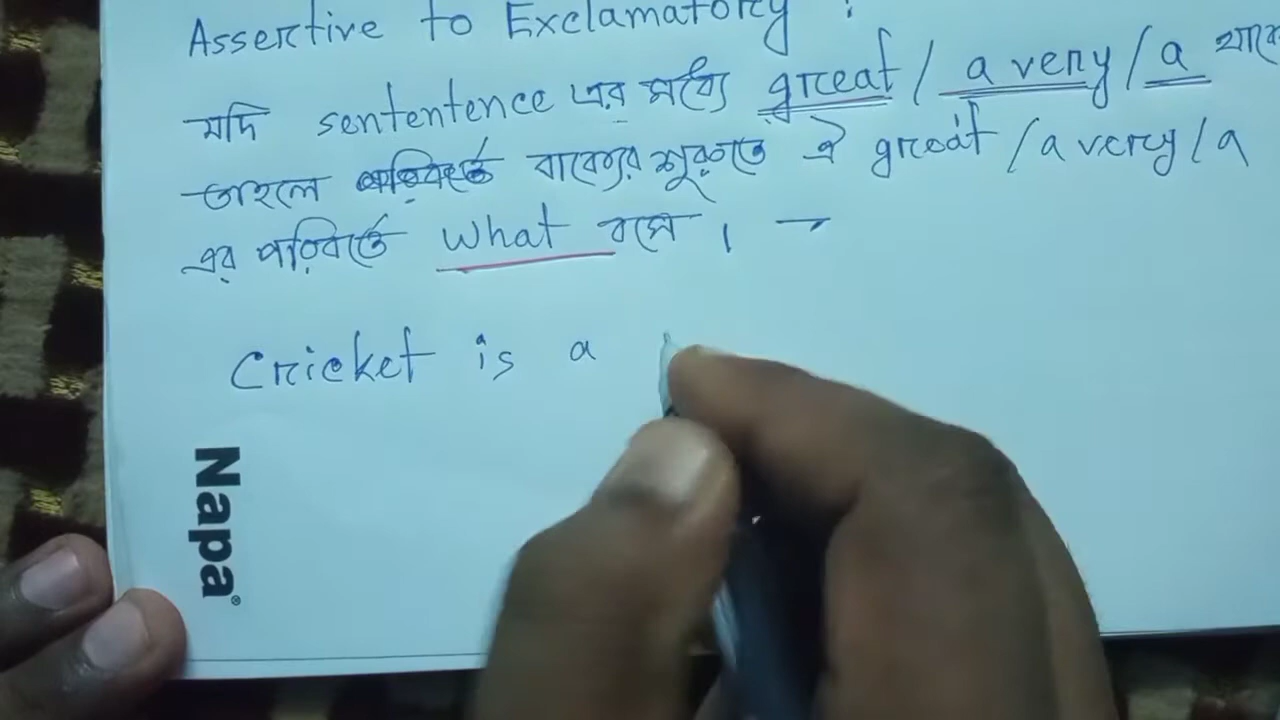 Assertive to Exclamatory :
যদি sententence এর মধ্যে great / a very / a থাকে
তাহলে বাক্যের শুরুতে ঐ great / a very / a
এর পরিবর্তে what বসে । →
Cricket is a
Napa®